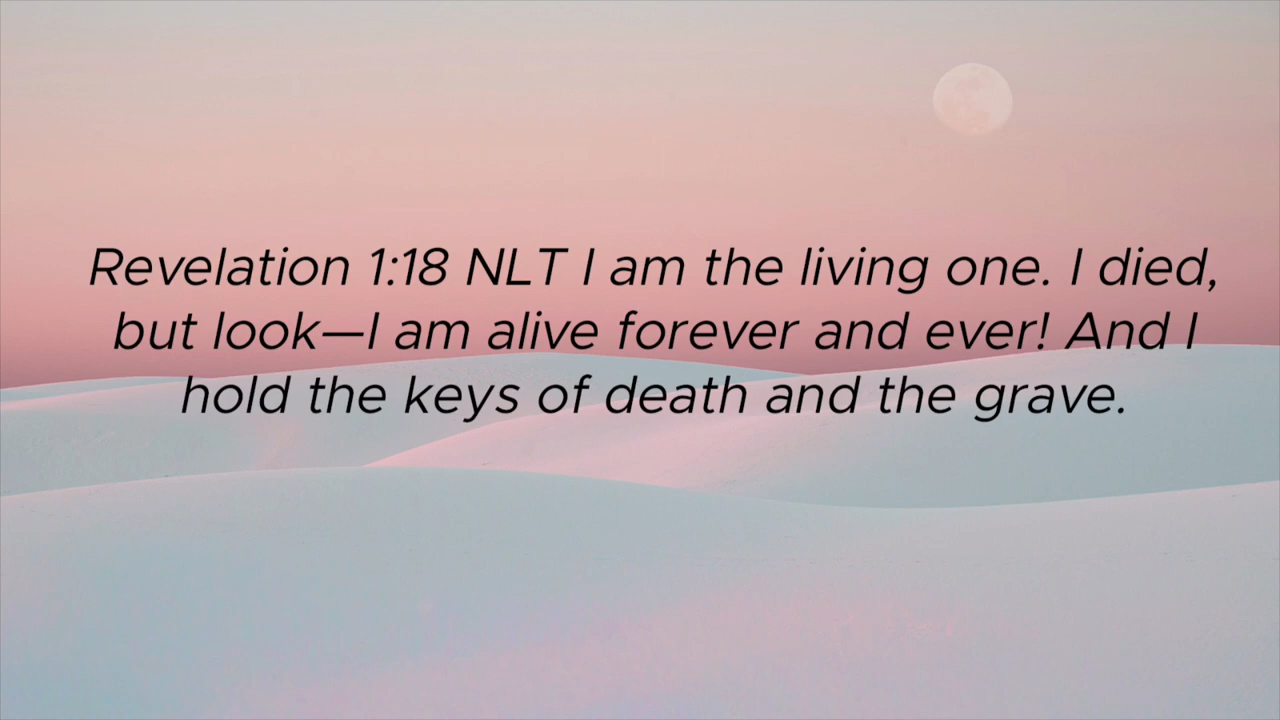 Revelation 1:18 NLT I am the living one. I died,
but look—I am alive forever and ever! And I
hold the keys of death and the grave.